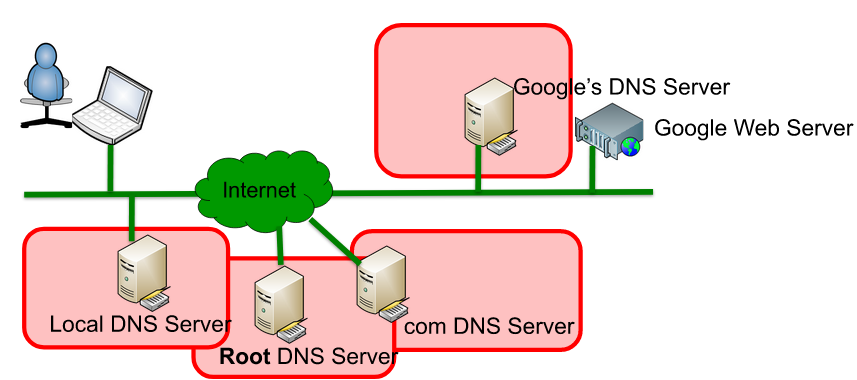 Google's DNS Server
Google Web Server
Internet
Local DNS Server
com DNS Server
Root DNS Server